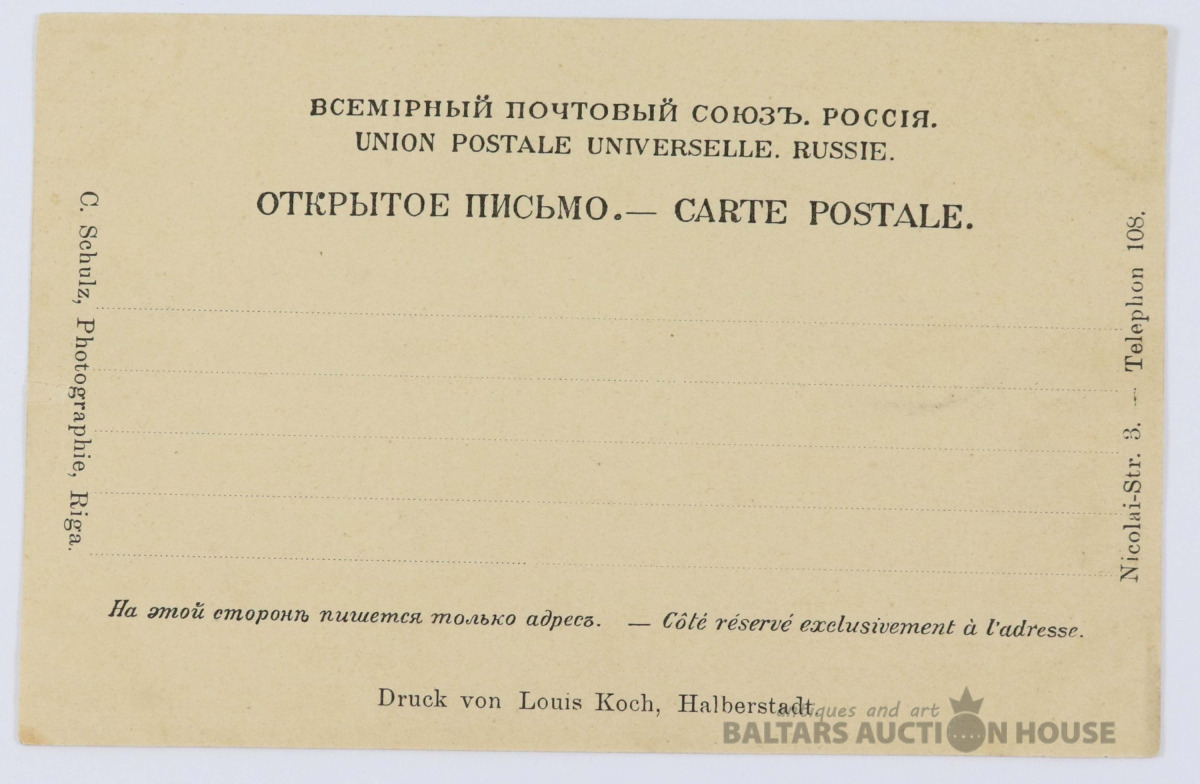 ВСЕМІРНЫЙ ПОЧТОВЫЙ СОЮЗЪ. РОССІЯ.
UNION POSTALE UNIVERSELLE. RUSSIE.
ОТКРЫТОЕ ПИСЬМО.— CARTE POSTALE.
C. Schulz, Photographie, Riga.
Nicolai-Str. 3. — Telephon 108.
На этой сторонѣ пишется только адресъ. — Côté réservé exclusivement à l'adresse.
Druck von Louis Koch, Halberstadt
antiques and art
BALTARS AUCTION HOUSE